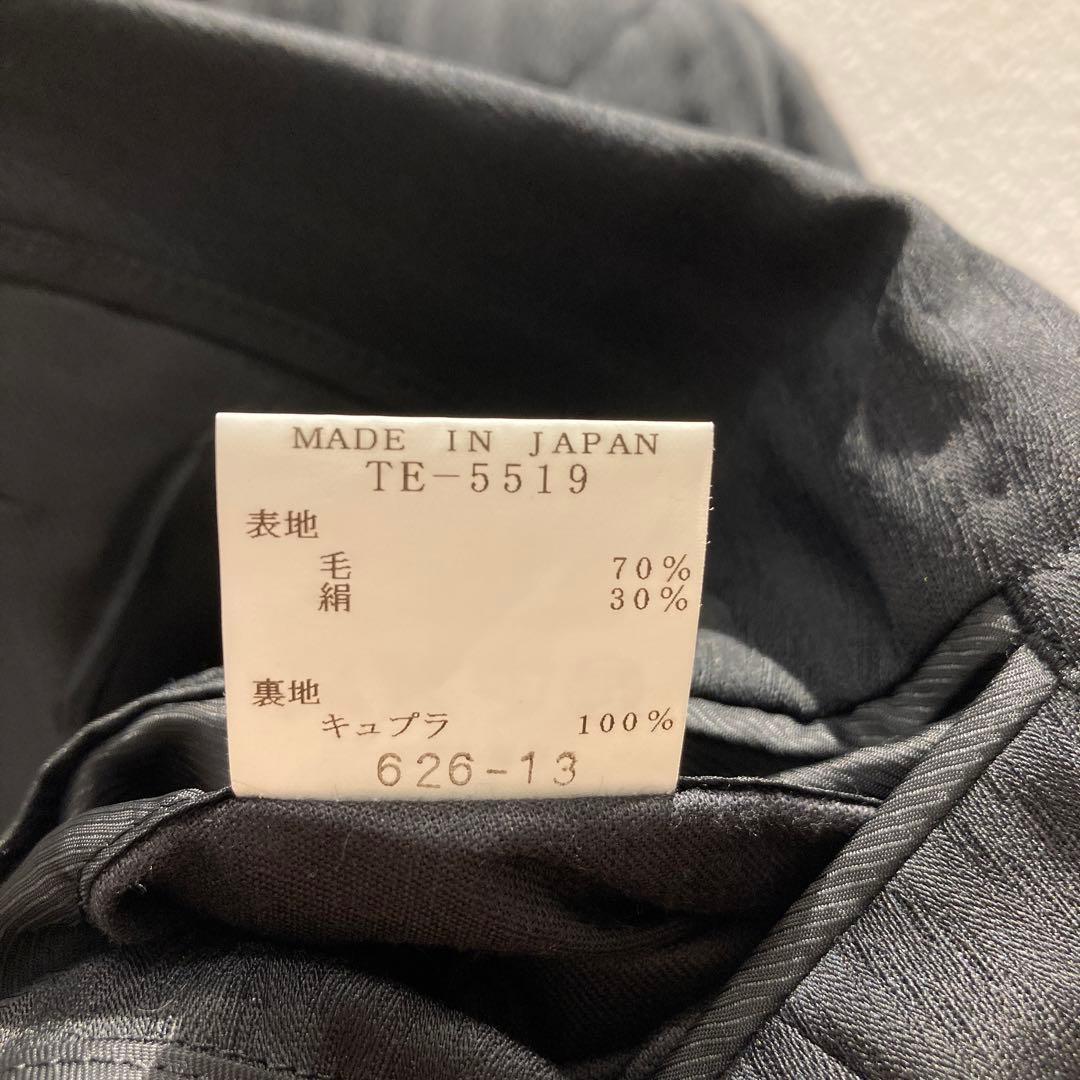 MADE IN JAPAN
TE-5519
表地
毛 70%
絹 30%
裏地
キュプラ 100%
626-13